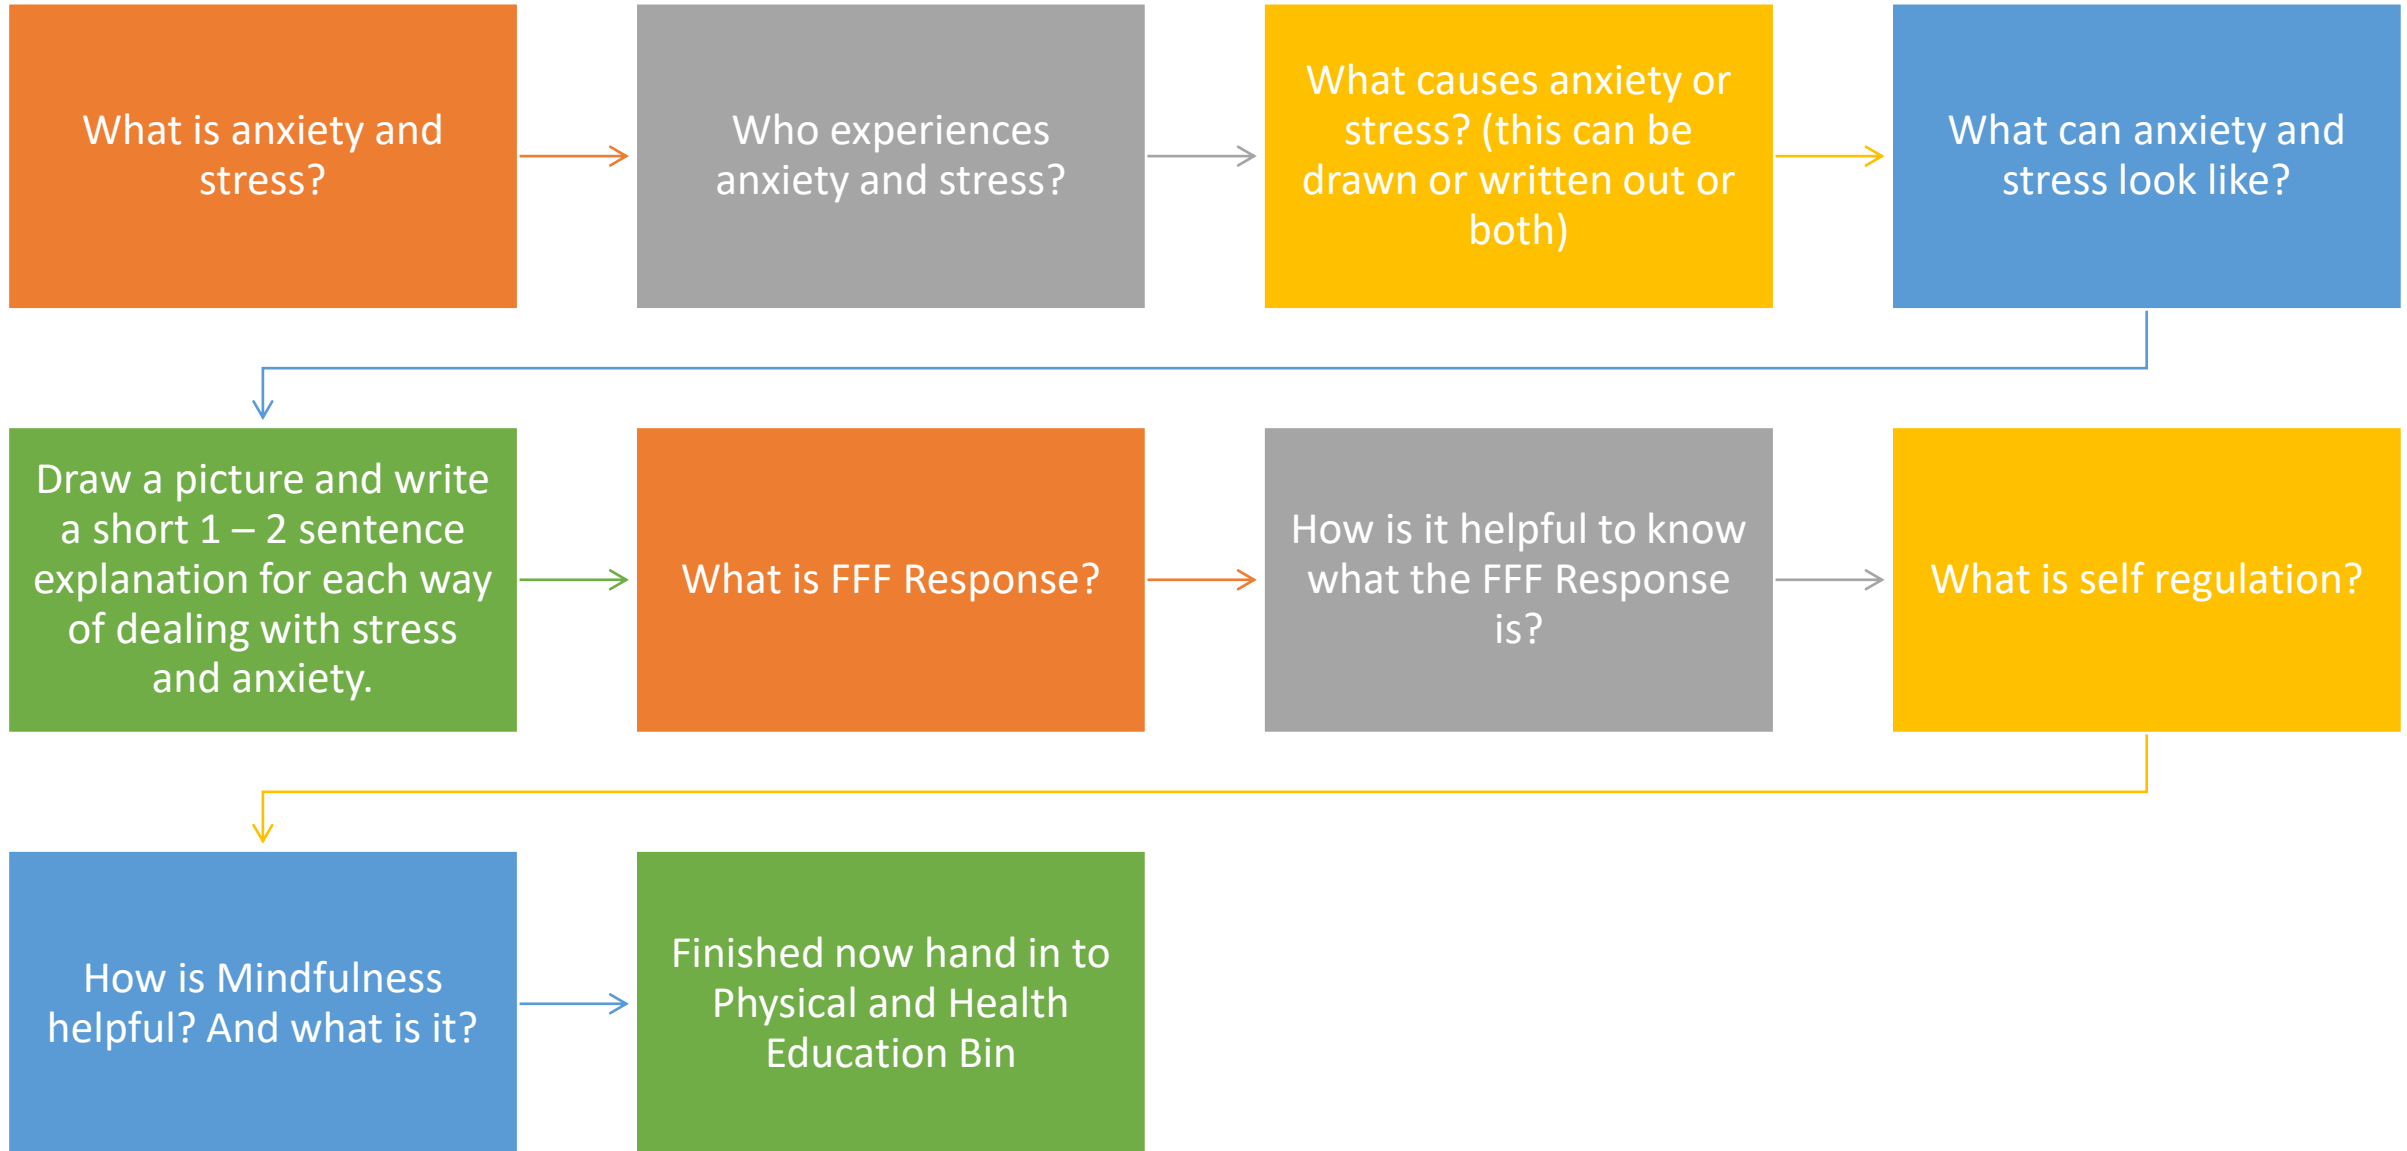 What is anxiety and
stress?
Who experiences
anxiety and stress?
What causes anxiety or
stress? (this can be
drawn or written out or
both)
What can anxiety and
stress look like?
Draw a picture and write
a short 1 – 2 sentence
explanation for each way
of dealing with stress
and anxiety.
What is FFF Response?
How is it helpful to know
what the FFF Response
is?
What is self regulation?
How is Mindfulness
helpful? And what is it?
Finished now hand in to
Physical and Health
Education Bin